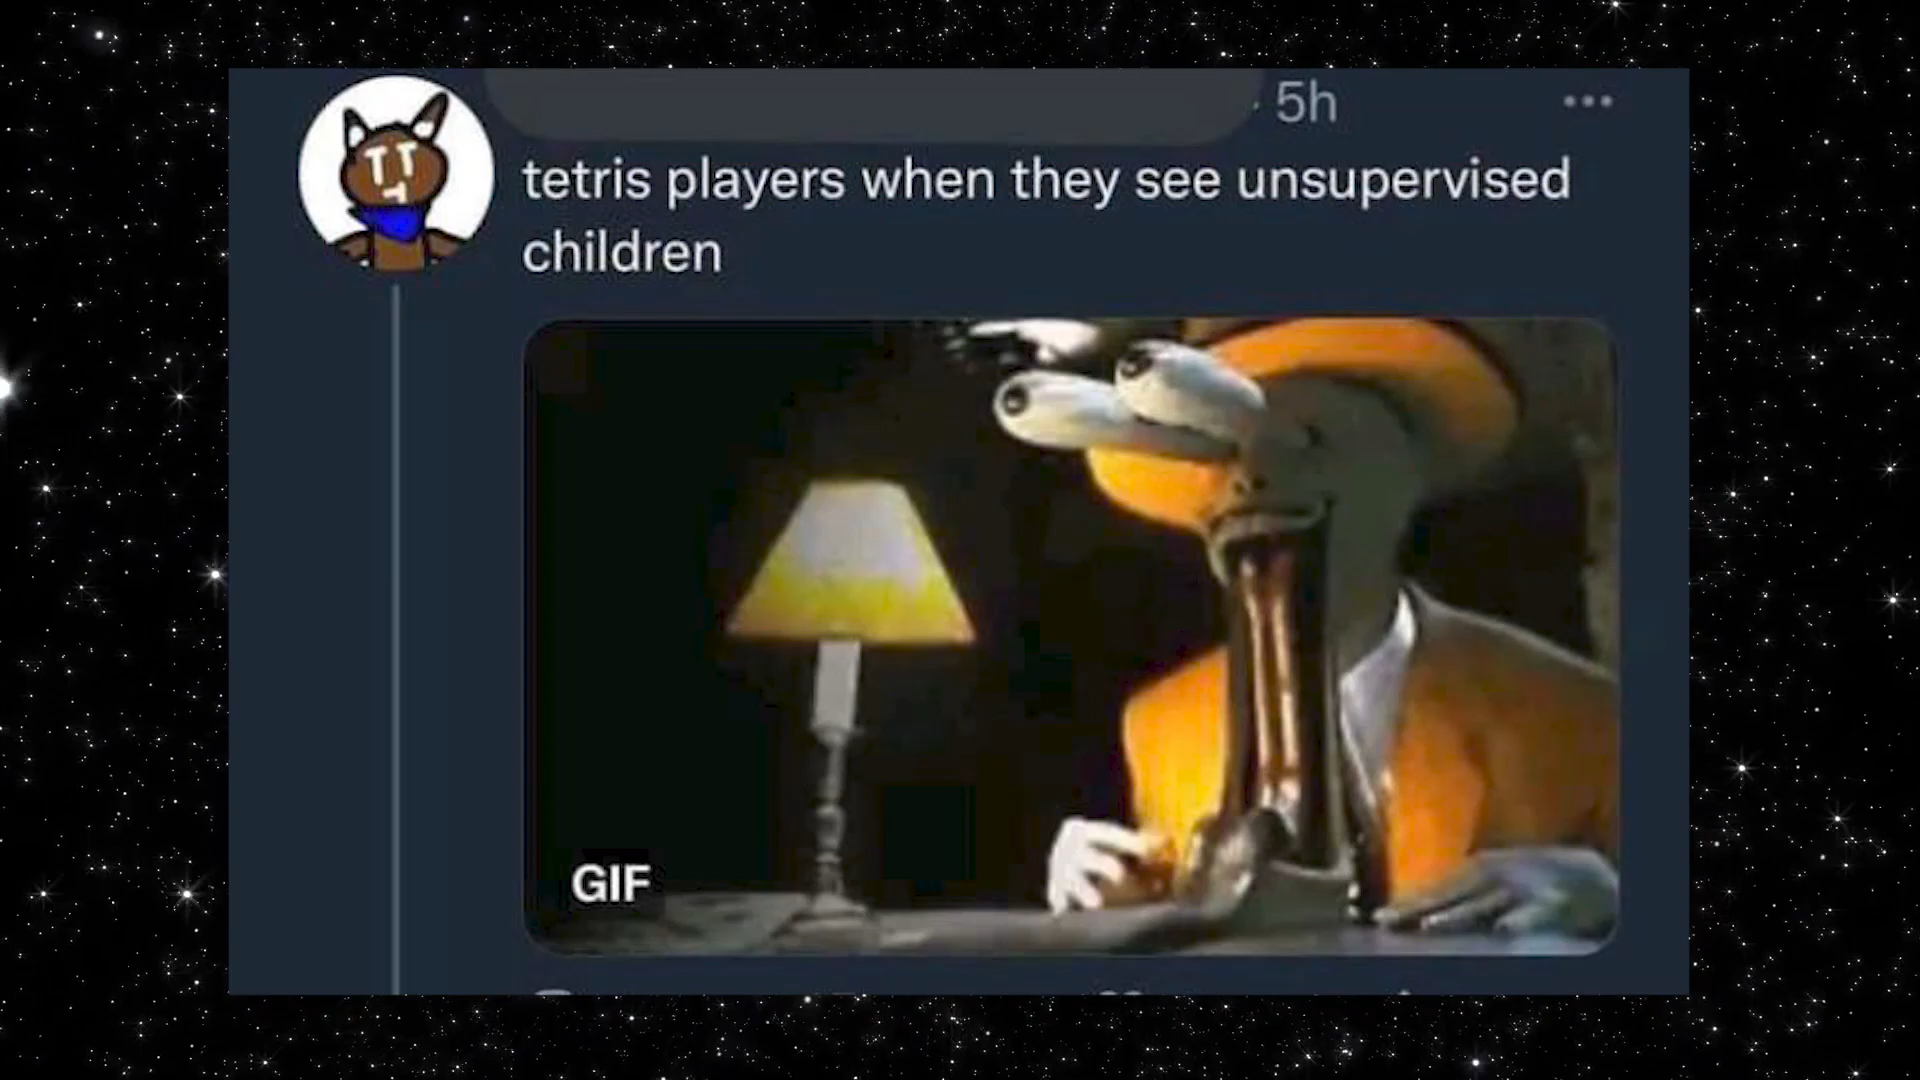 5h
tetris players when they see unsupervised
children
GIF